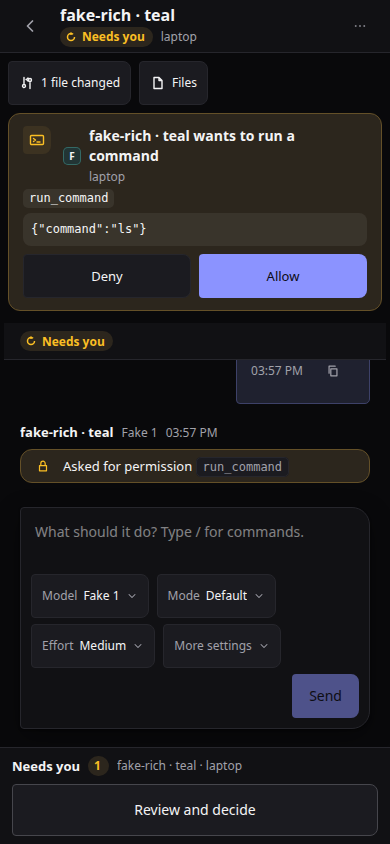 fake-rich · teal
Needs you laptop
1 file changed Files
fake-rich · teal wants to run a
F command
laptop
run_command
{"command":"ls"}
Deny Allow
Needs you
03:57 PM
fake-rich · teal Fake 1 03:57 PM
Asked for permission run_command
What should it do? Type / for commands.
Model Fake 1 Mode Default
Effort Medium More settings
Send
Needs you 1 fake-rich · teal · laptop
Review and decide